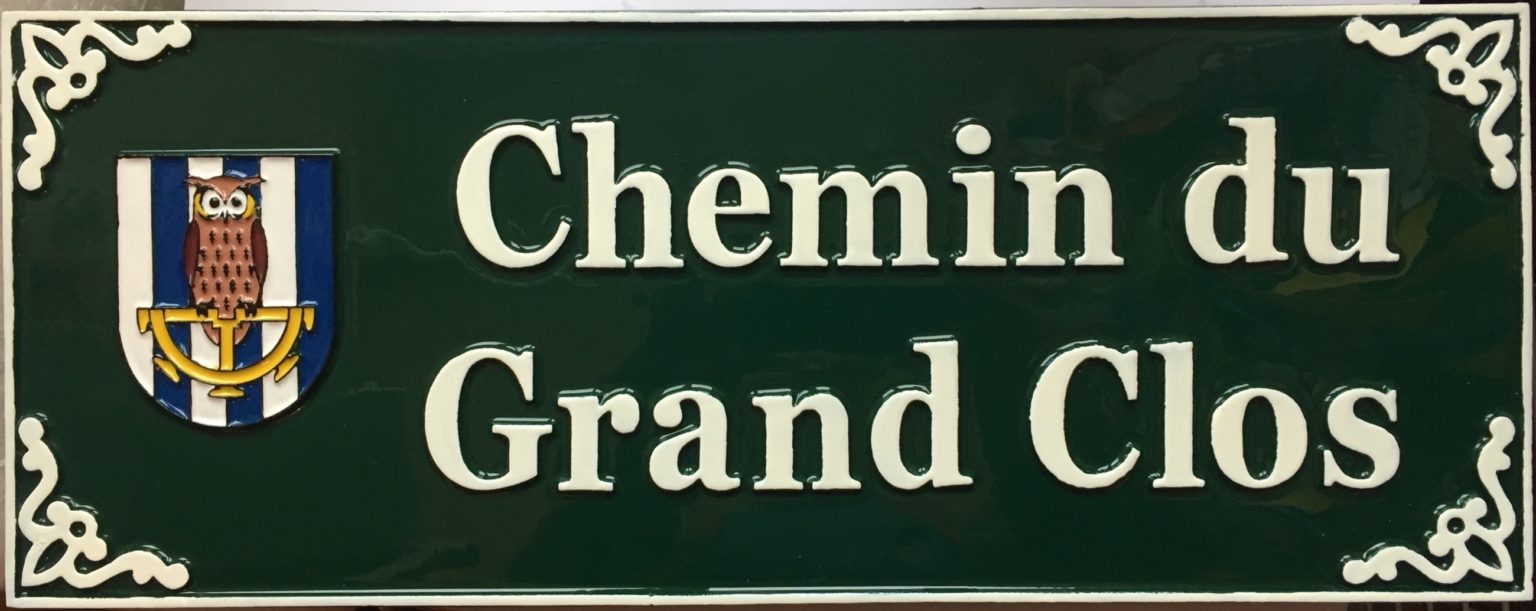 Chemin du
Grand Clos